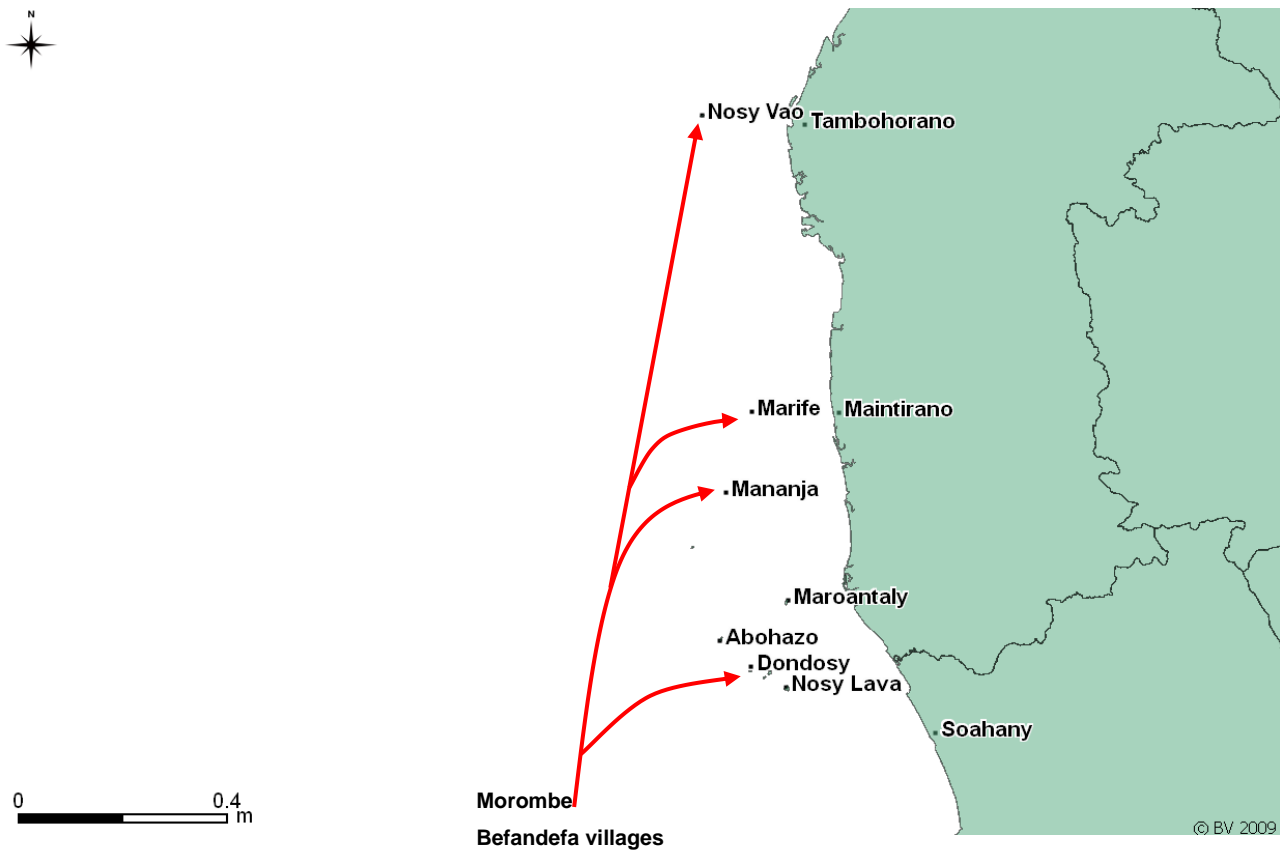 N
Nosy Vao
Tambohorano
Marife
Maintirano
Mananja
Maroantaly
Abohazo
Dondosy
Nosy Lava
Soahany
0 0.4
m
Morombe
Befandefa villages
© BV 2009